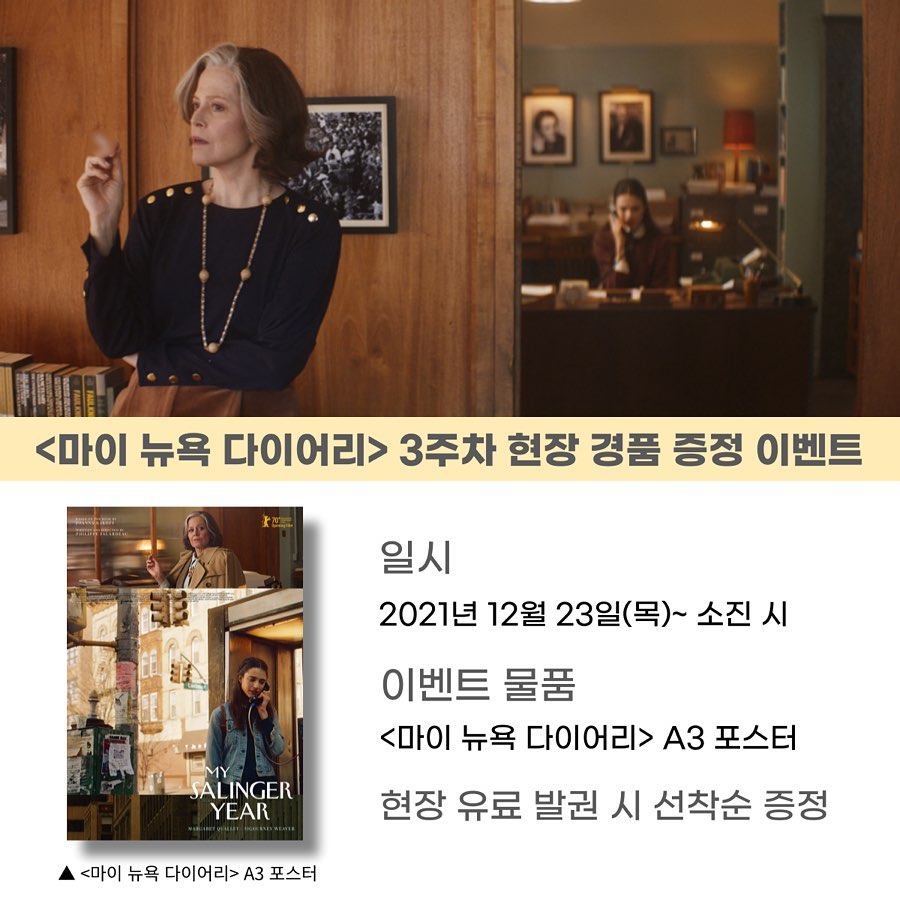 FAULKNER
<마이 뉴욕 다이어리> 3주차 현장 경품 증정 이벤트
70
MY
SALINGER
YEAR
MARGARET QUALLEY SIGOURNEY WEAVER
▲ <마이 뉴욕 다이어리> A3 포스터
일시
2021년 12월 23일(목)~ 소진 시
이벤트 물품
<마이 뉴욕 다이어리> A3 포스터
현장 유료 발권 시 선착순 증정